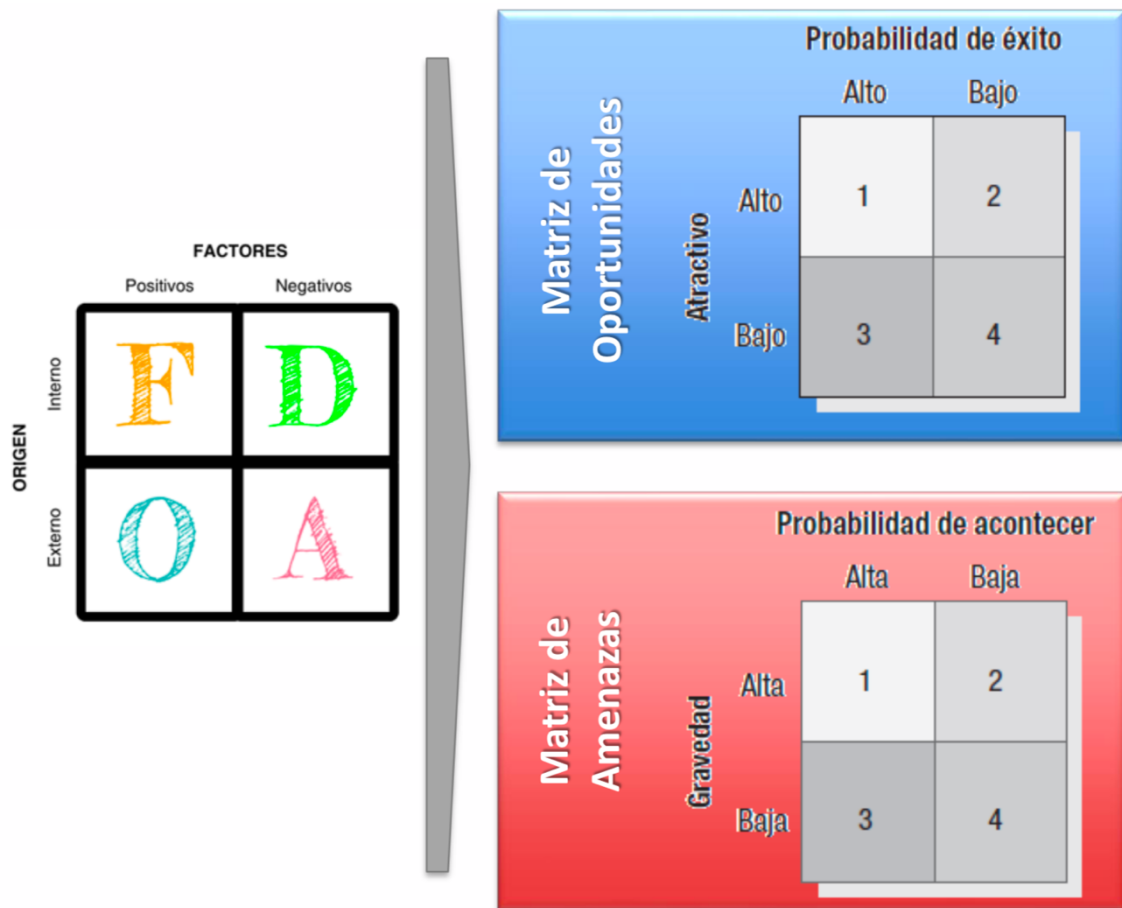 FACTORES
Positivos Negativos
ORIGEN
Interno
F D
Externo
O A
Matriz de
Oportunidades
Probabilidad de éxito
Alto Bajo
Atractivo
Alto 1 2
Bajo 3 4
Matriz de
Amenazas
Probabilidad de acontecer
Alta Baja
Gravedad
Alta 1 2
Baja 3 4